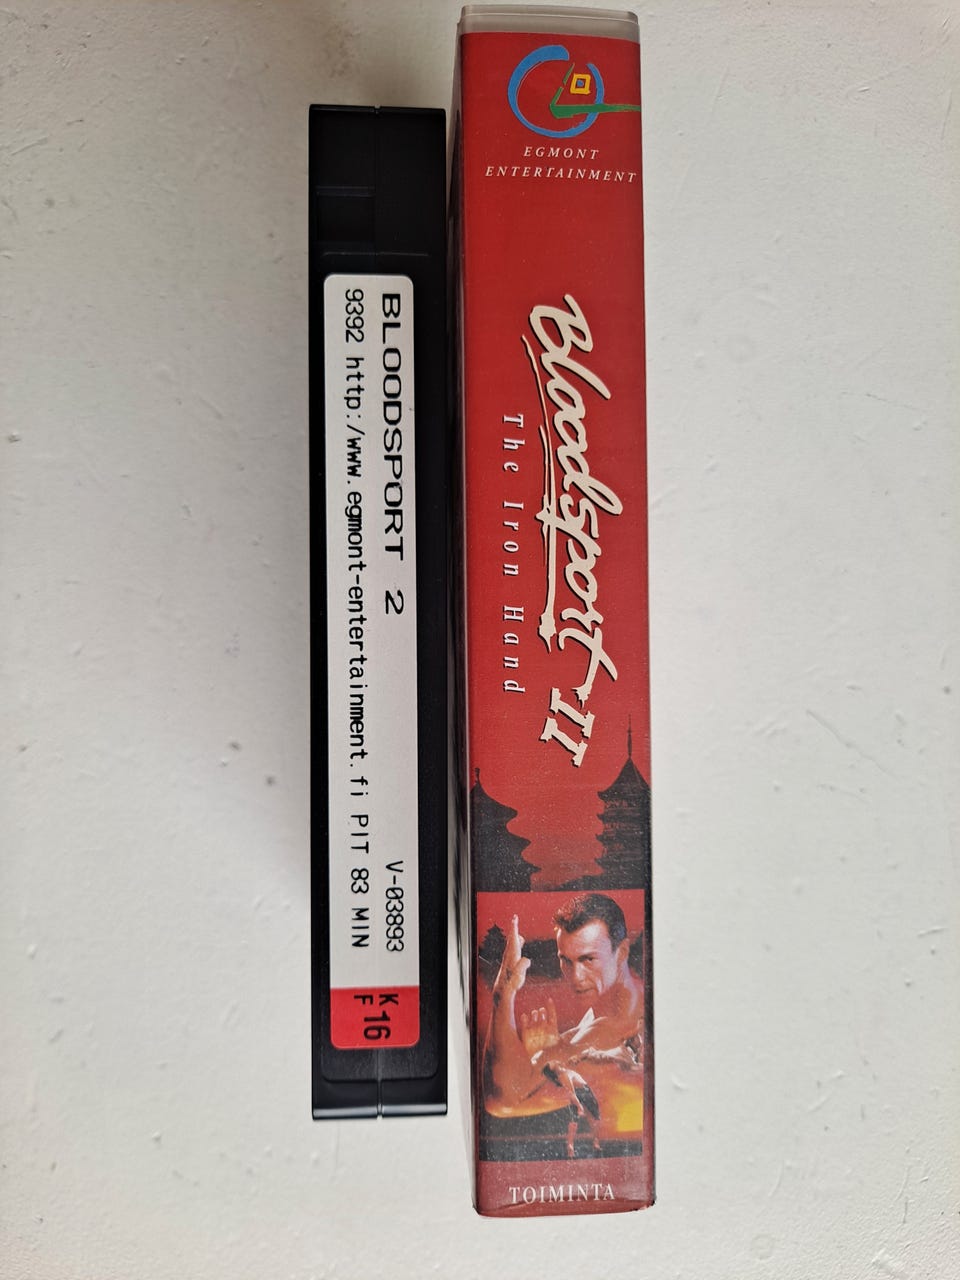 BLOODSPORT 2 V-03893
9392 http:/www.egmont-entertainment.fi PIT 83 MIN
K 16
F
EGMONT
ENTERTAINMENT
Bloodsport II
The Iron Hand
TOIMINTA